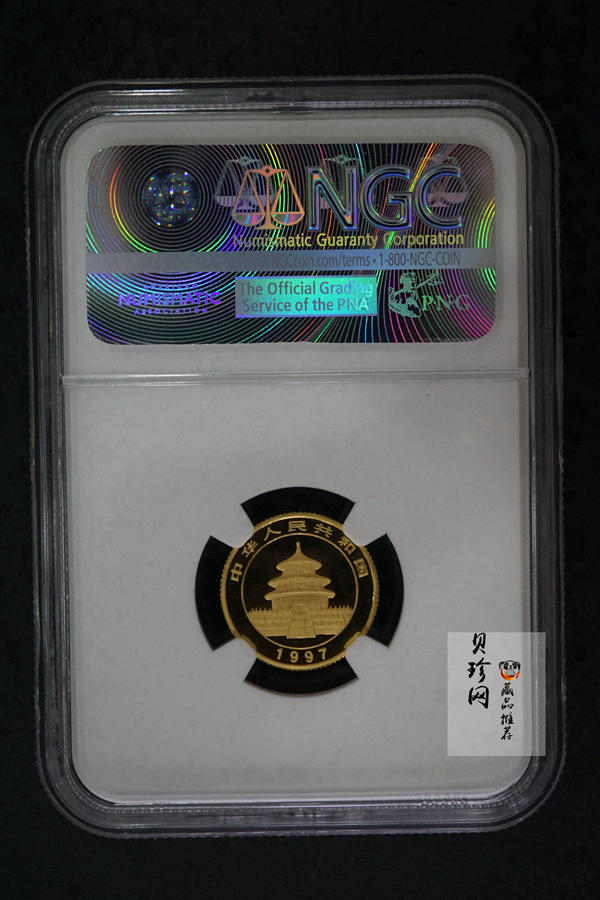 NGC
Numismatic Guaranty Corporation
NGCcoin.com/terms • 1-800-NGC-COIN
NUMISMATIC
ASSOCIATION
The Official Grading
Service of the PNA
PNG
中华人民共和国
1997
贝珍网
藏品推荐